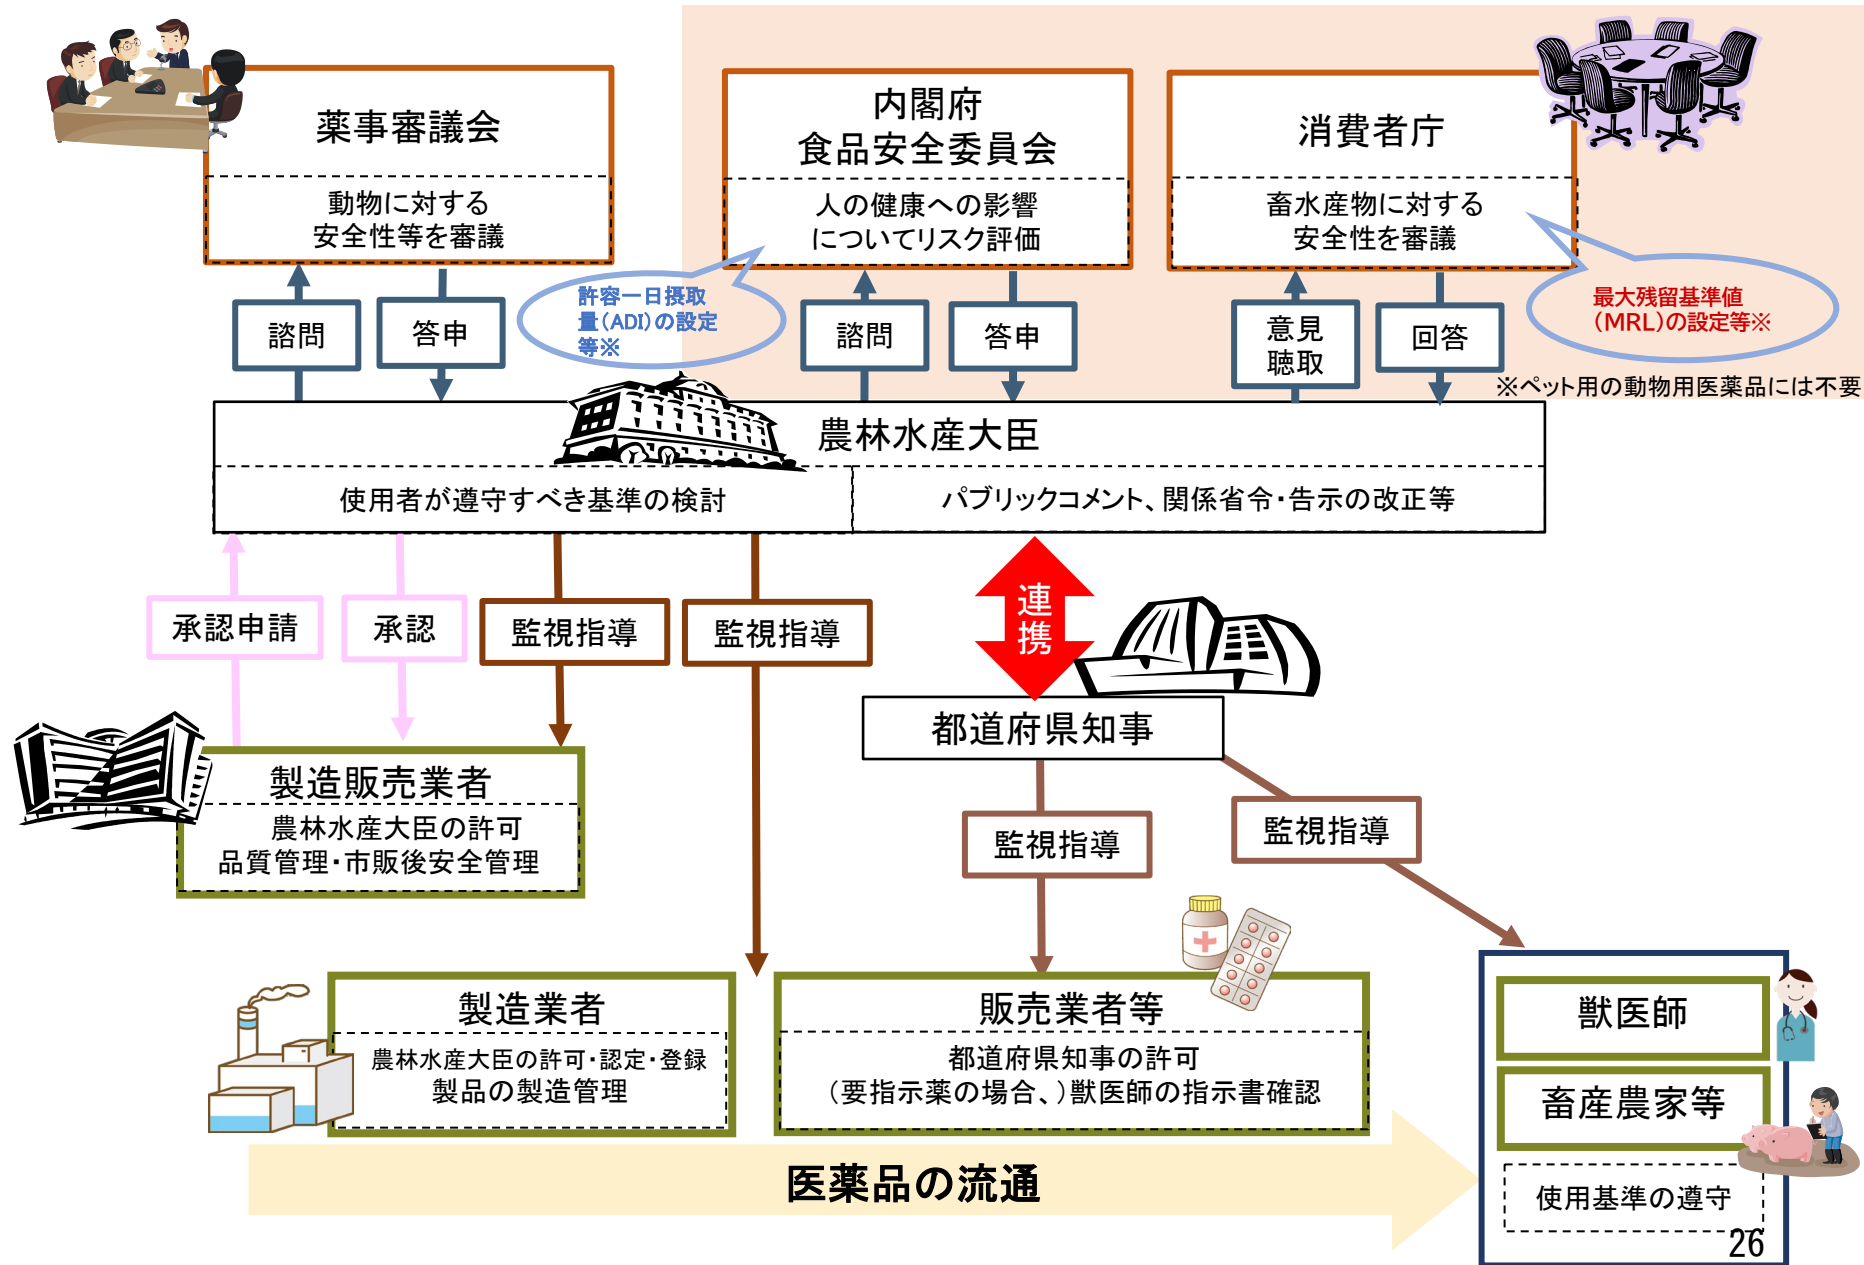 薬事審議会
動物に対する
安全性等を審議
内閣府
食品安全委員会
人の健康への影響
についてリスク評価
消費者庁
畜水産物に対する
安全性を審議
諮問
答申
許容一日摂取
量（ADI）の設定
等※
諮問
答申
意見
聴取
回答
最大残留基準値
（MRL）の設定等※
※ペット用の動物用医薬品には不要
農林水産大臣
使用者が遵守すべき基準の検討
パブリックコメント、関係省令・告示の改正等
承認申請
承認
監視指導
監視指導
連携
都道府県知事
製造販売業者
農林水産大臣の許可
品質管理・市販後安全管理
監視指導
監視指導
製造業者
農林水産大臣の許可・認定・登録
製品の製造管理
販売業者等
都道府県知事の許可
（要指示薬の場合、）獣医師の指示書確認
獣医師
畜産農家等
使用基準の遵守
医薬品の流通
26